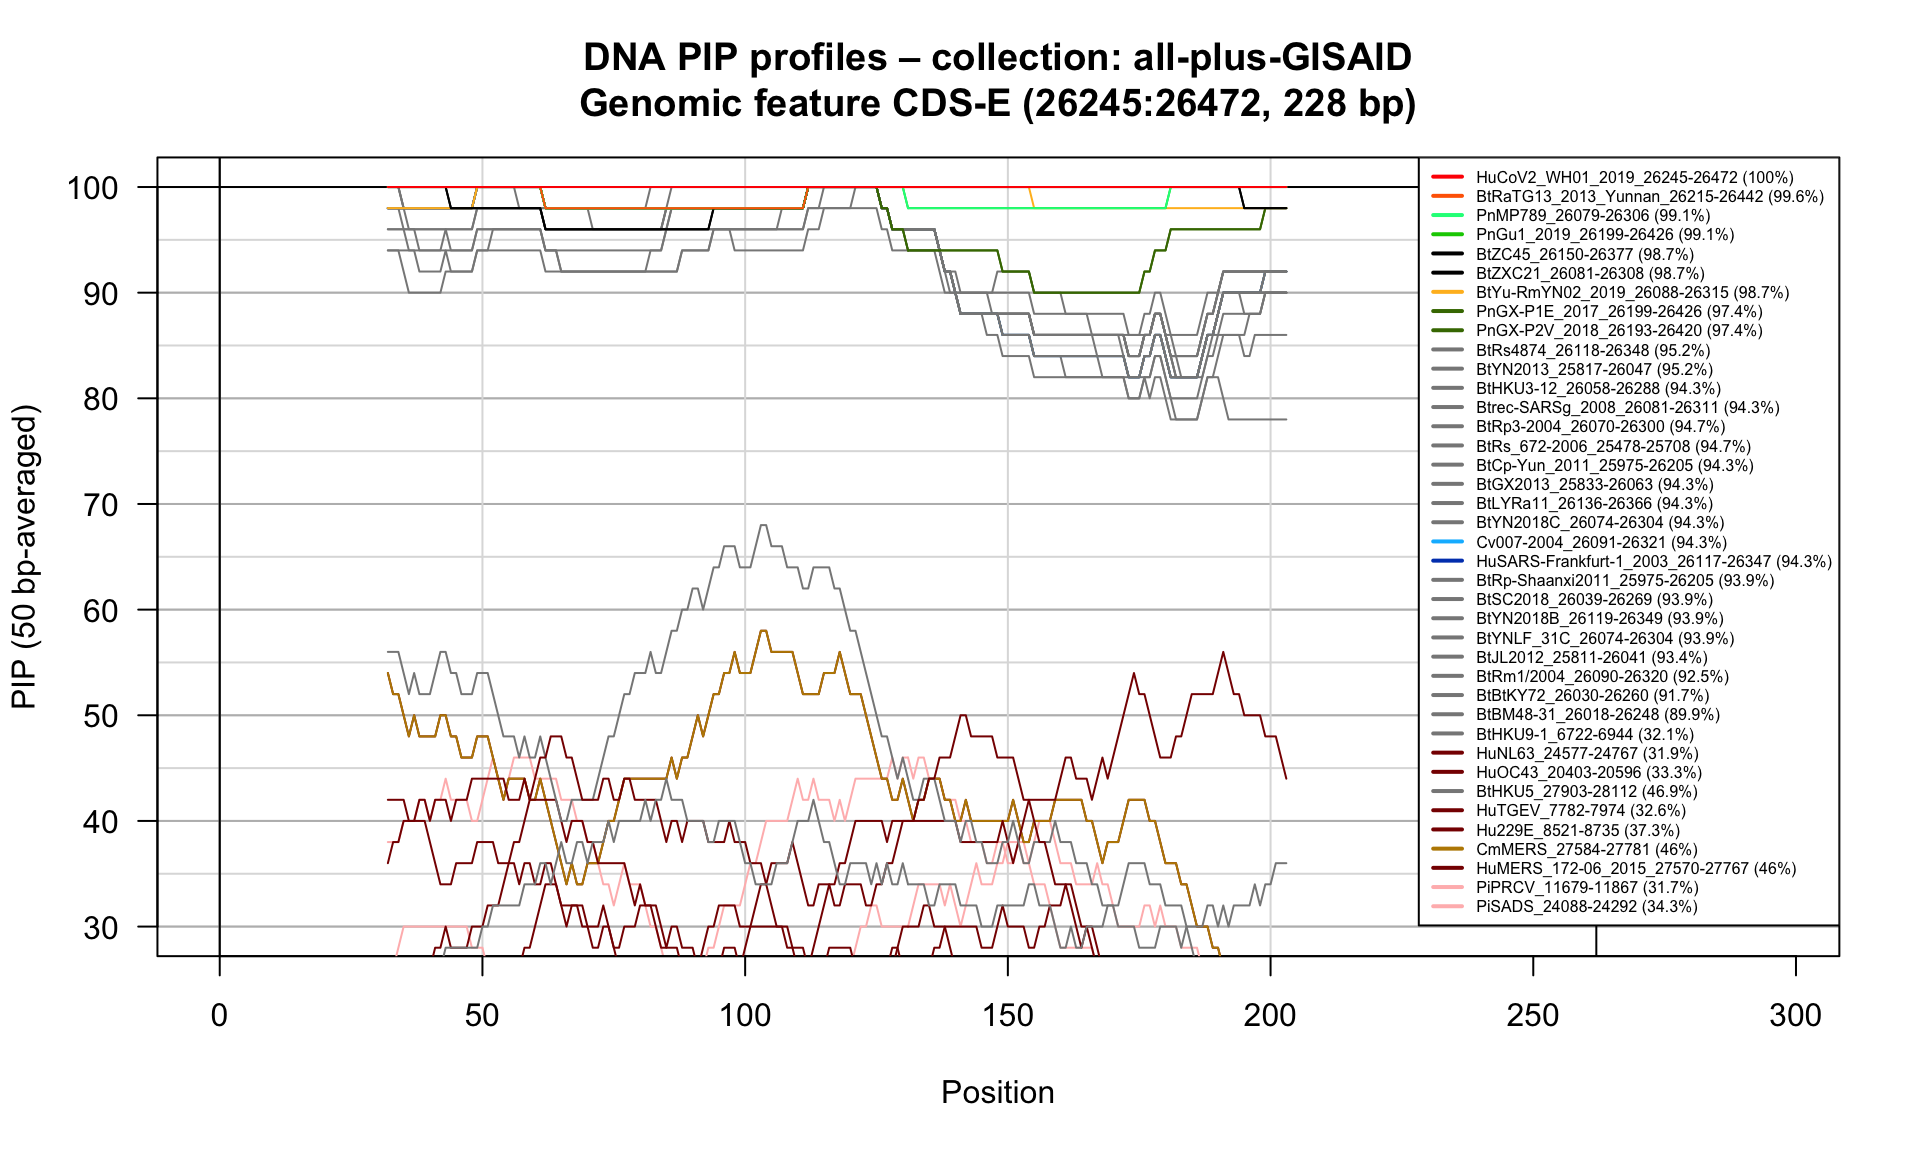 DNA PIP profiles – collection: all-plus-GISAID
Genomic feature CDS-E (26245:26472, 228 bp)
PIP (50 bp-averaged)
100
90
80
70
60
50
40
30
HuCoV2_WH01_2019_26245-26472 (100%)
BtRaTG13_2013_Yunnan_26215-26442 (99.6%)
PnMP789_26079-26306 (99.1%)
PnGu1_2019_26199-26426 (99.1%)
BtZC45_26150-26377 (98.7%)
BtZXC21_26081-26308 (98.7%)
BtYu-RmYN02_2019_26088-26315 (98.7%)
PnGX-P1E_2017_26199-26426 (97.4%)
PnGX-P2V_2018_26193-26420 (97.4%)
BtRs4874_26118-26348 (95.2%)
BtYN2013_25817-26047 (95.2%)
BtHKU3-12_26058-26288 (94.3%)
Btrec-SARSg_2008_26081-26311 (94.3%)
BtRp3-2004_26070-26300 (94.7%)
BtRs_672-2006_25478-25708 (94.7%)
BtCp-Yun_2011_25975-26205 (94.3%)
BtGX2013_25833-26063 (94.3%)
BtLYRa11_26136-26366 (94.3%)
BtYN2018C_26074-26304 (94.3%)
Cv007-2004_26091-26321 (94.3%)
HuSARS-Frankfurt-1_2003_26117-26347 (94.3%)
BtRp-Shaanxi2011_25975-26205 (93.9%)
BtSC2018_26039-26269 (93.9%)
BtYN2018B_26119-26349 (93.9%)
BtYNLF_31C_26074-26304 (93.9%)
BtJL2012_25811-26041 (93.4%)
BtRm1/2004_26090-26320 (92.5%)
BtBtKY72_26030-26260 (91.7%)
BtBM48-31_26018-26248 (89.9%)
BtHKU9-1_6722-6944 (32.1%)
HuNL63_24577-24767 (31.9%)
HuOC43_20403-20596 (33.3%)
BtHKU5_27903-28112 (46.9%)
HuTGEV_7782-7974 (32.6%)
Hu229E_8521-8735 (37.3%)
CmMERS_27584-27781 (46%)
HuMERS_172-06_2015_27570-27767 (46%)
PiPRCV_11679-11867 (31.7%)
PiSADS_24088-24292 (34.3%)
0
50
100
150
200
250
300
Position